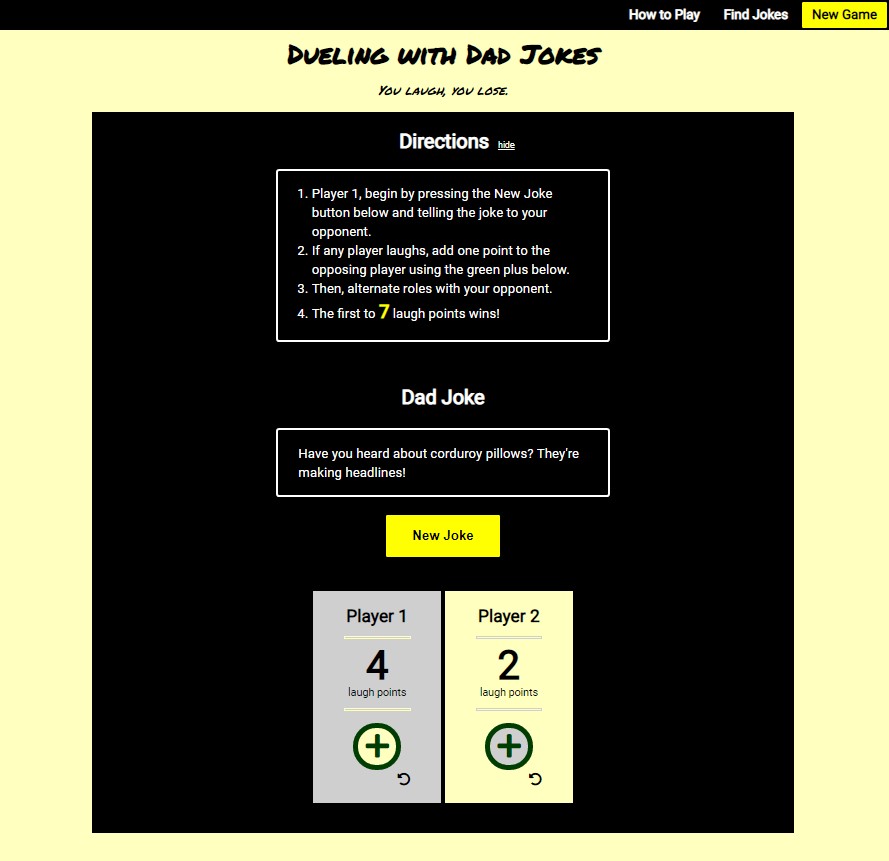 How to Play Find Jokes New Game
Dueling with Dad Jokes
You laugh, you lose.
Directions hide
1. Player 1, begin by pressing the New Joke
button below and telling the joke to your
opponent.
2. If any player laughs, add one point to the
opposing player using the green plus below.
3. Then, alternate roles with your opponent.
4. The first to 7 laugh points wins!
Dad Joke
Have you heard about corduroy pillows? They're
making headlines!
New Joke
Player 1
4
laugh points
Player 2
2
laugh points